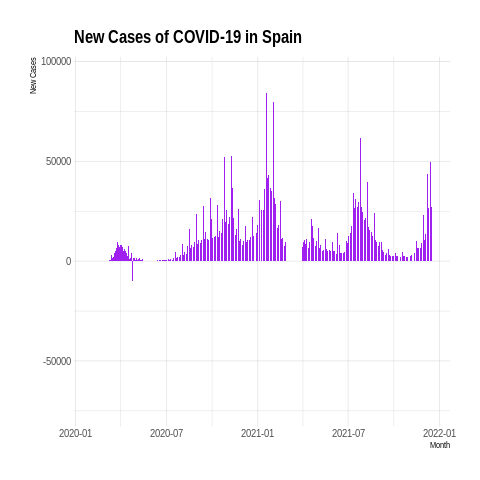 New Cases of COVID-19 in Spain
New Cases
100000
50000
0
-50000
2020-01 2020-07 2021-01 2021-07 2022-01
Month